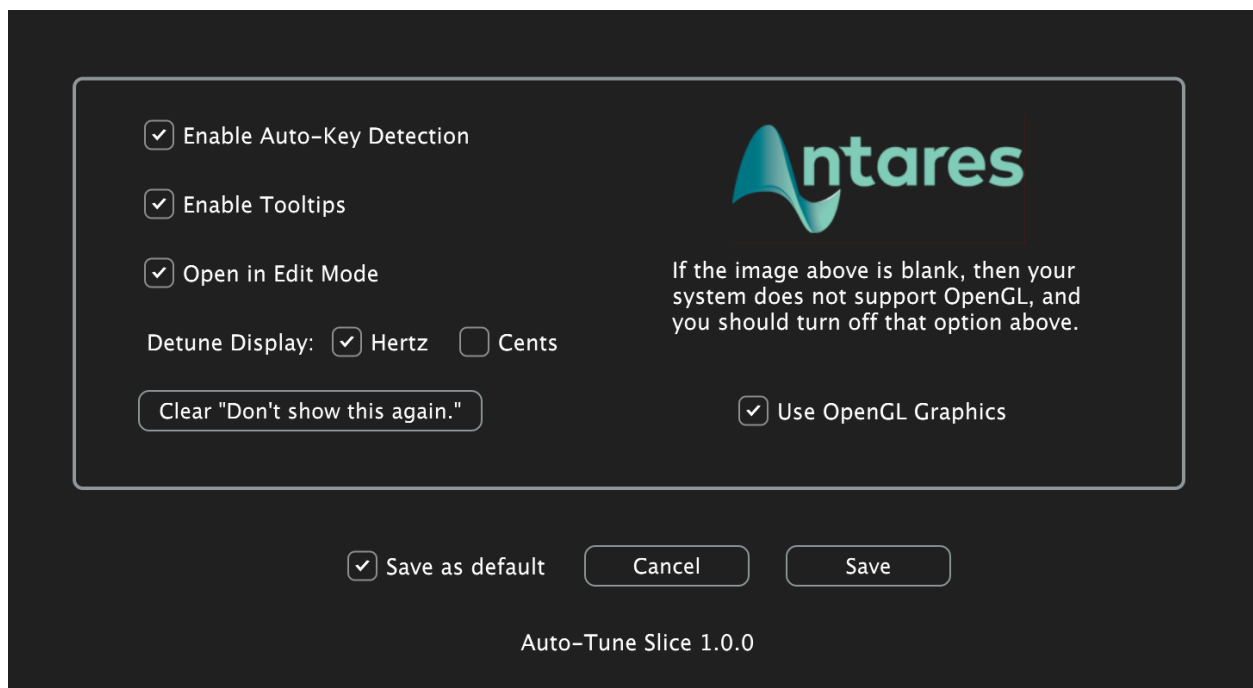 Enable Auto-Key Detection
Enable Tooltips
Open in Edit Mode
Detune Display: Hertz Cents
Clear "Don't show this again."
Antares
If the image above is blank, then your
system does not support OpenGL, and
you should turn off that option above.
Use OpenGL Graphics
Save as default
Cancel
Save
Auto-Tune Slice 1.0.0